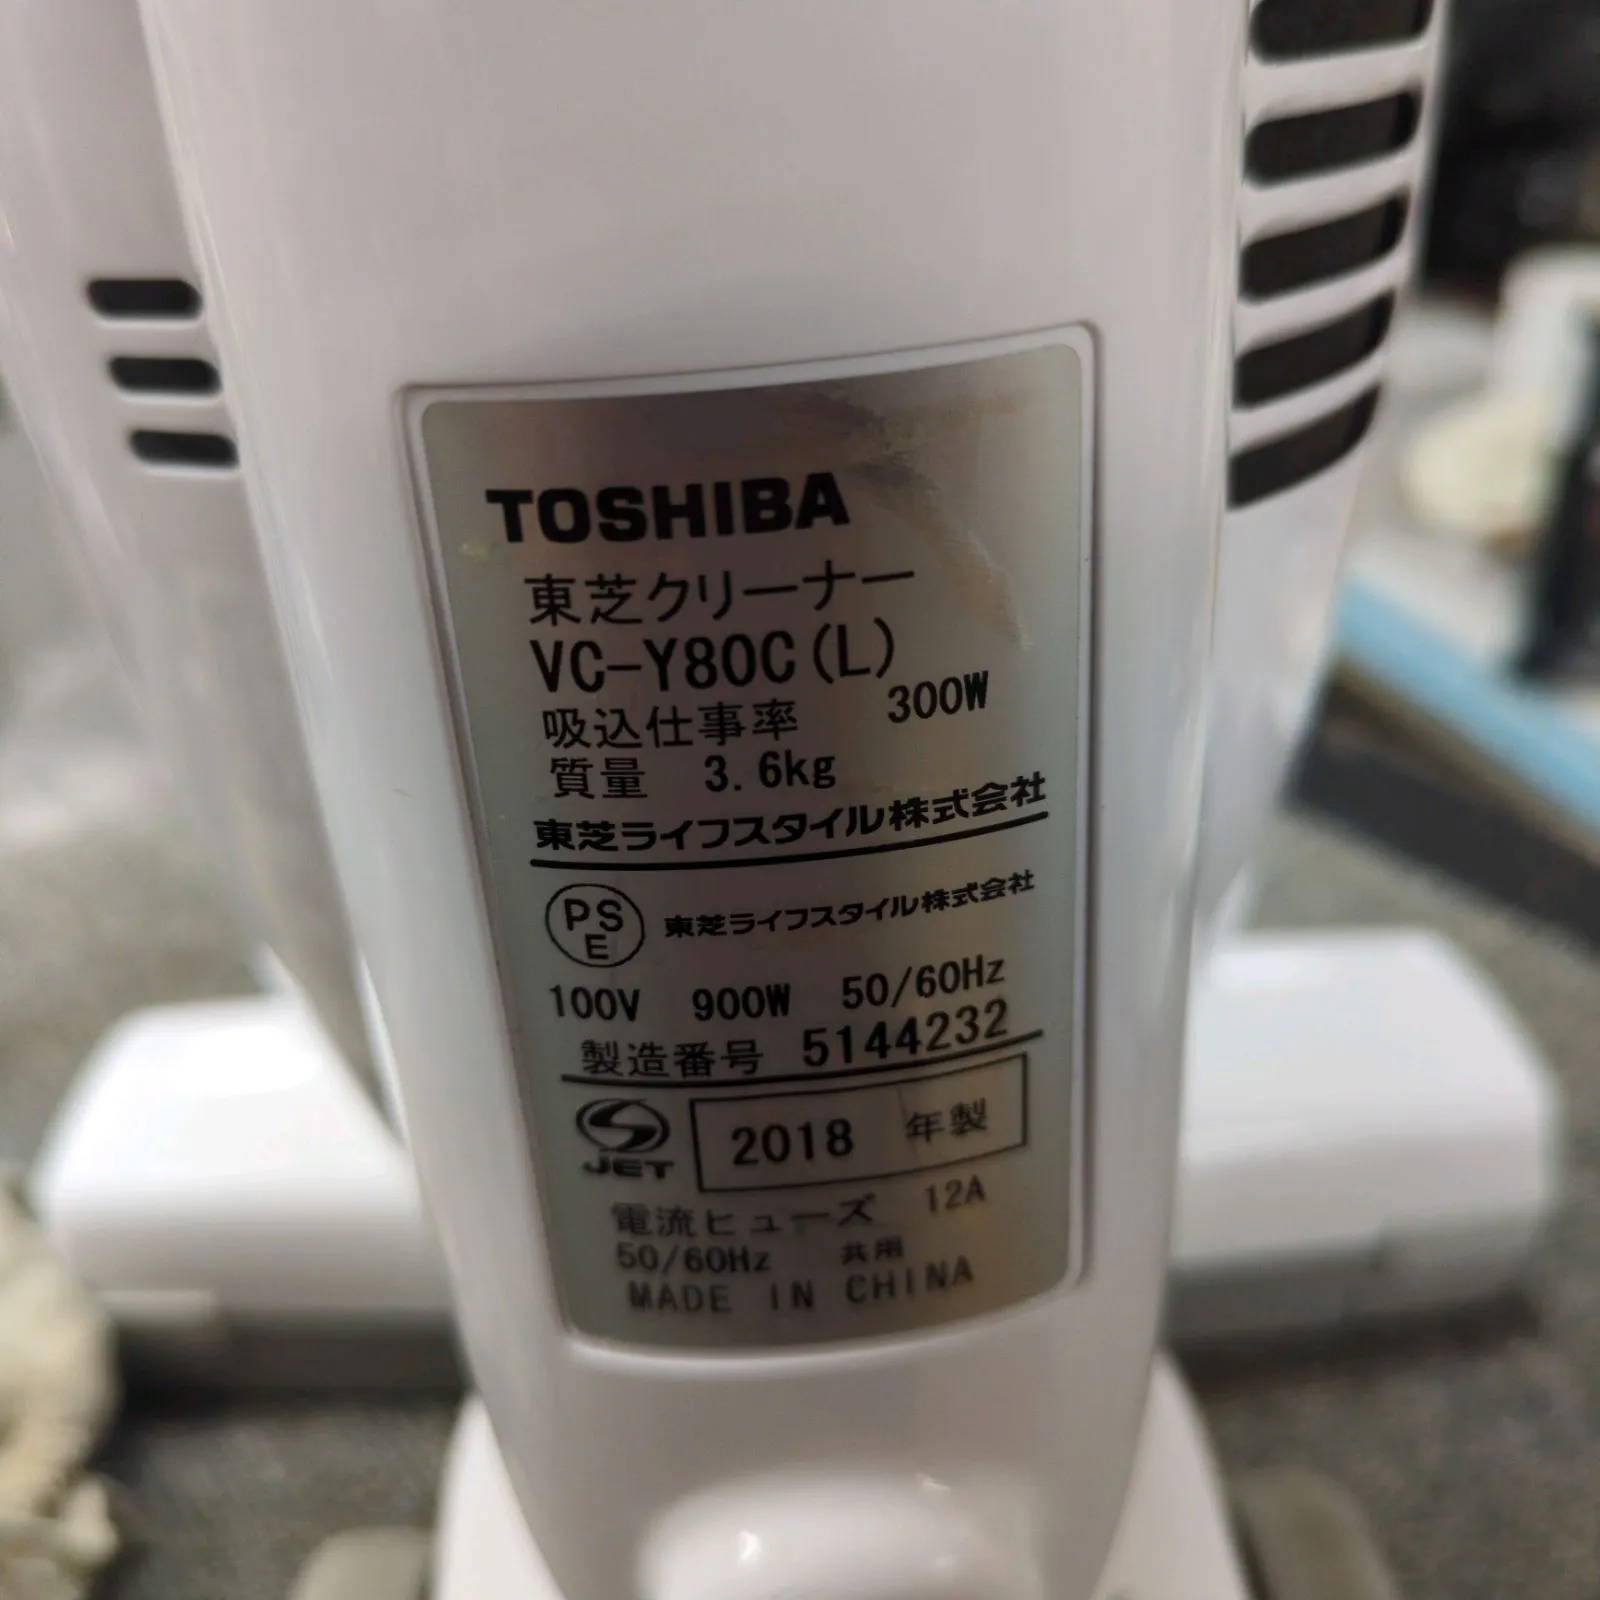 TOSHIBA
東芝クリーナー
VC-Y80C(L)
吸込仕事率 300W
質量 3.6kg
東芝ライフスタイル株式会社
PS
E
東芝ライフスタイル株式会社
100V 900W 50/60Hz
製造番号 5144232
JET
2018 年製
電流ヒューズ 12A
50/60Hz 共用
MADE IN CHINA